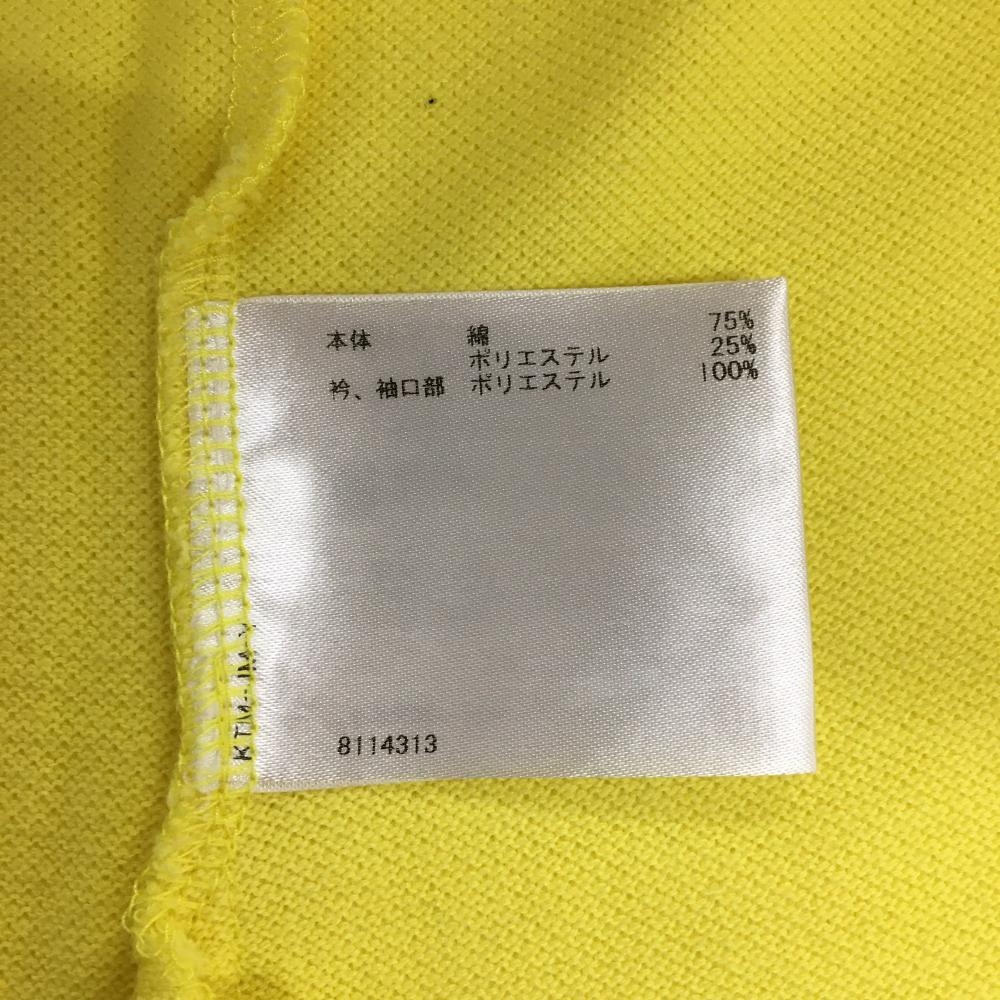 本体 綿 75%
ポリエステル 25%
衿、袖口部 ポリエステル 100%
8114313